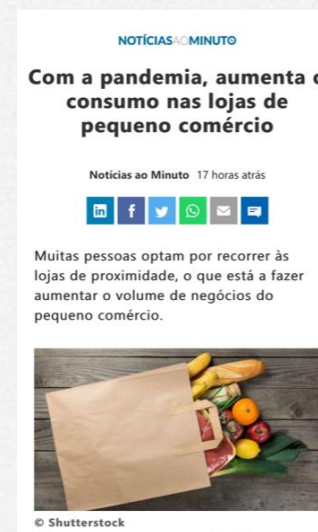 NOTÍCIASAOMINUTO
Com a pandemia, aumenta o
consumo nas lojas de
pequeno comércio
Notícias ao Minuto 17 horas atrás
in f
Muitas pessoas optam por recorrer às
lojas de proximidade, o que está a fazer
aumentar o volume de negócios do
pequeno comércio.
© Shutterstock